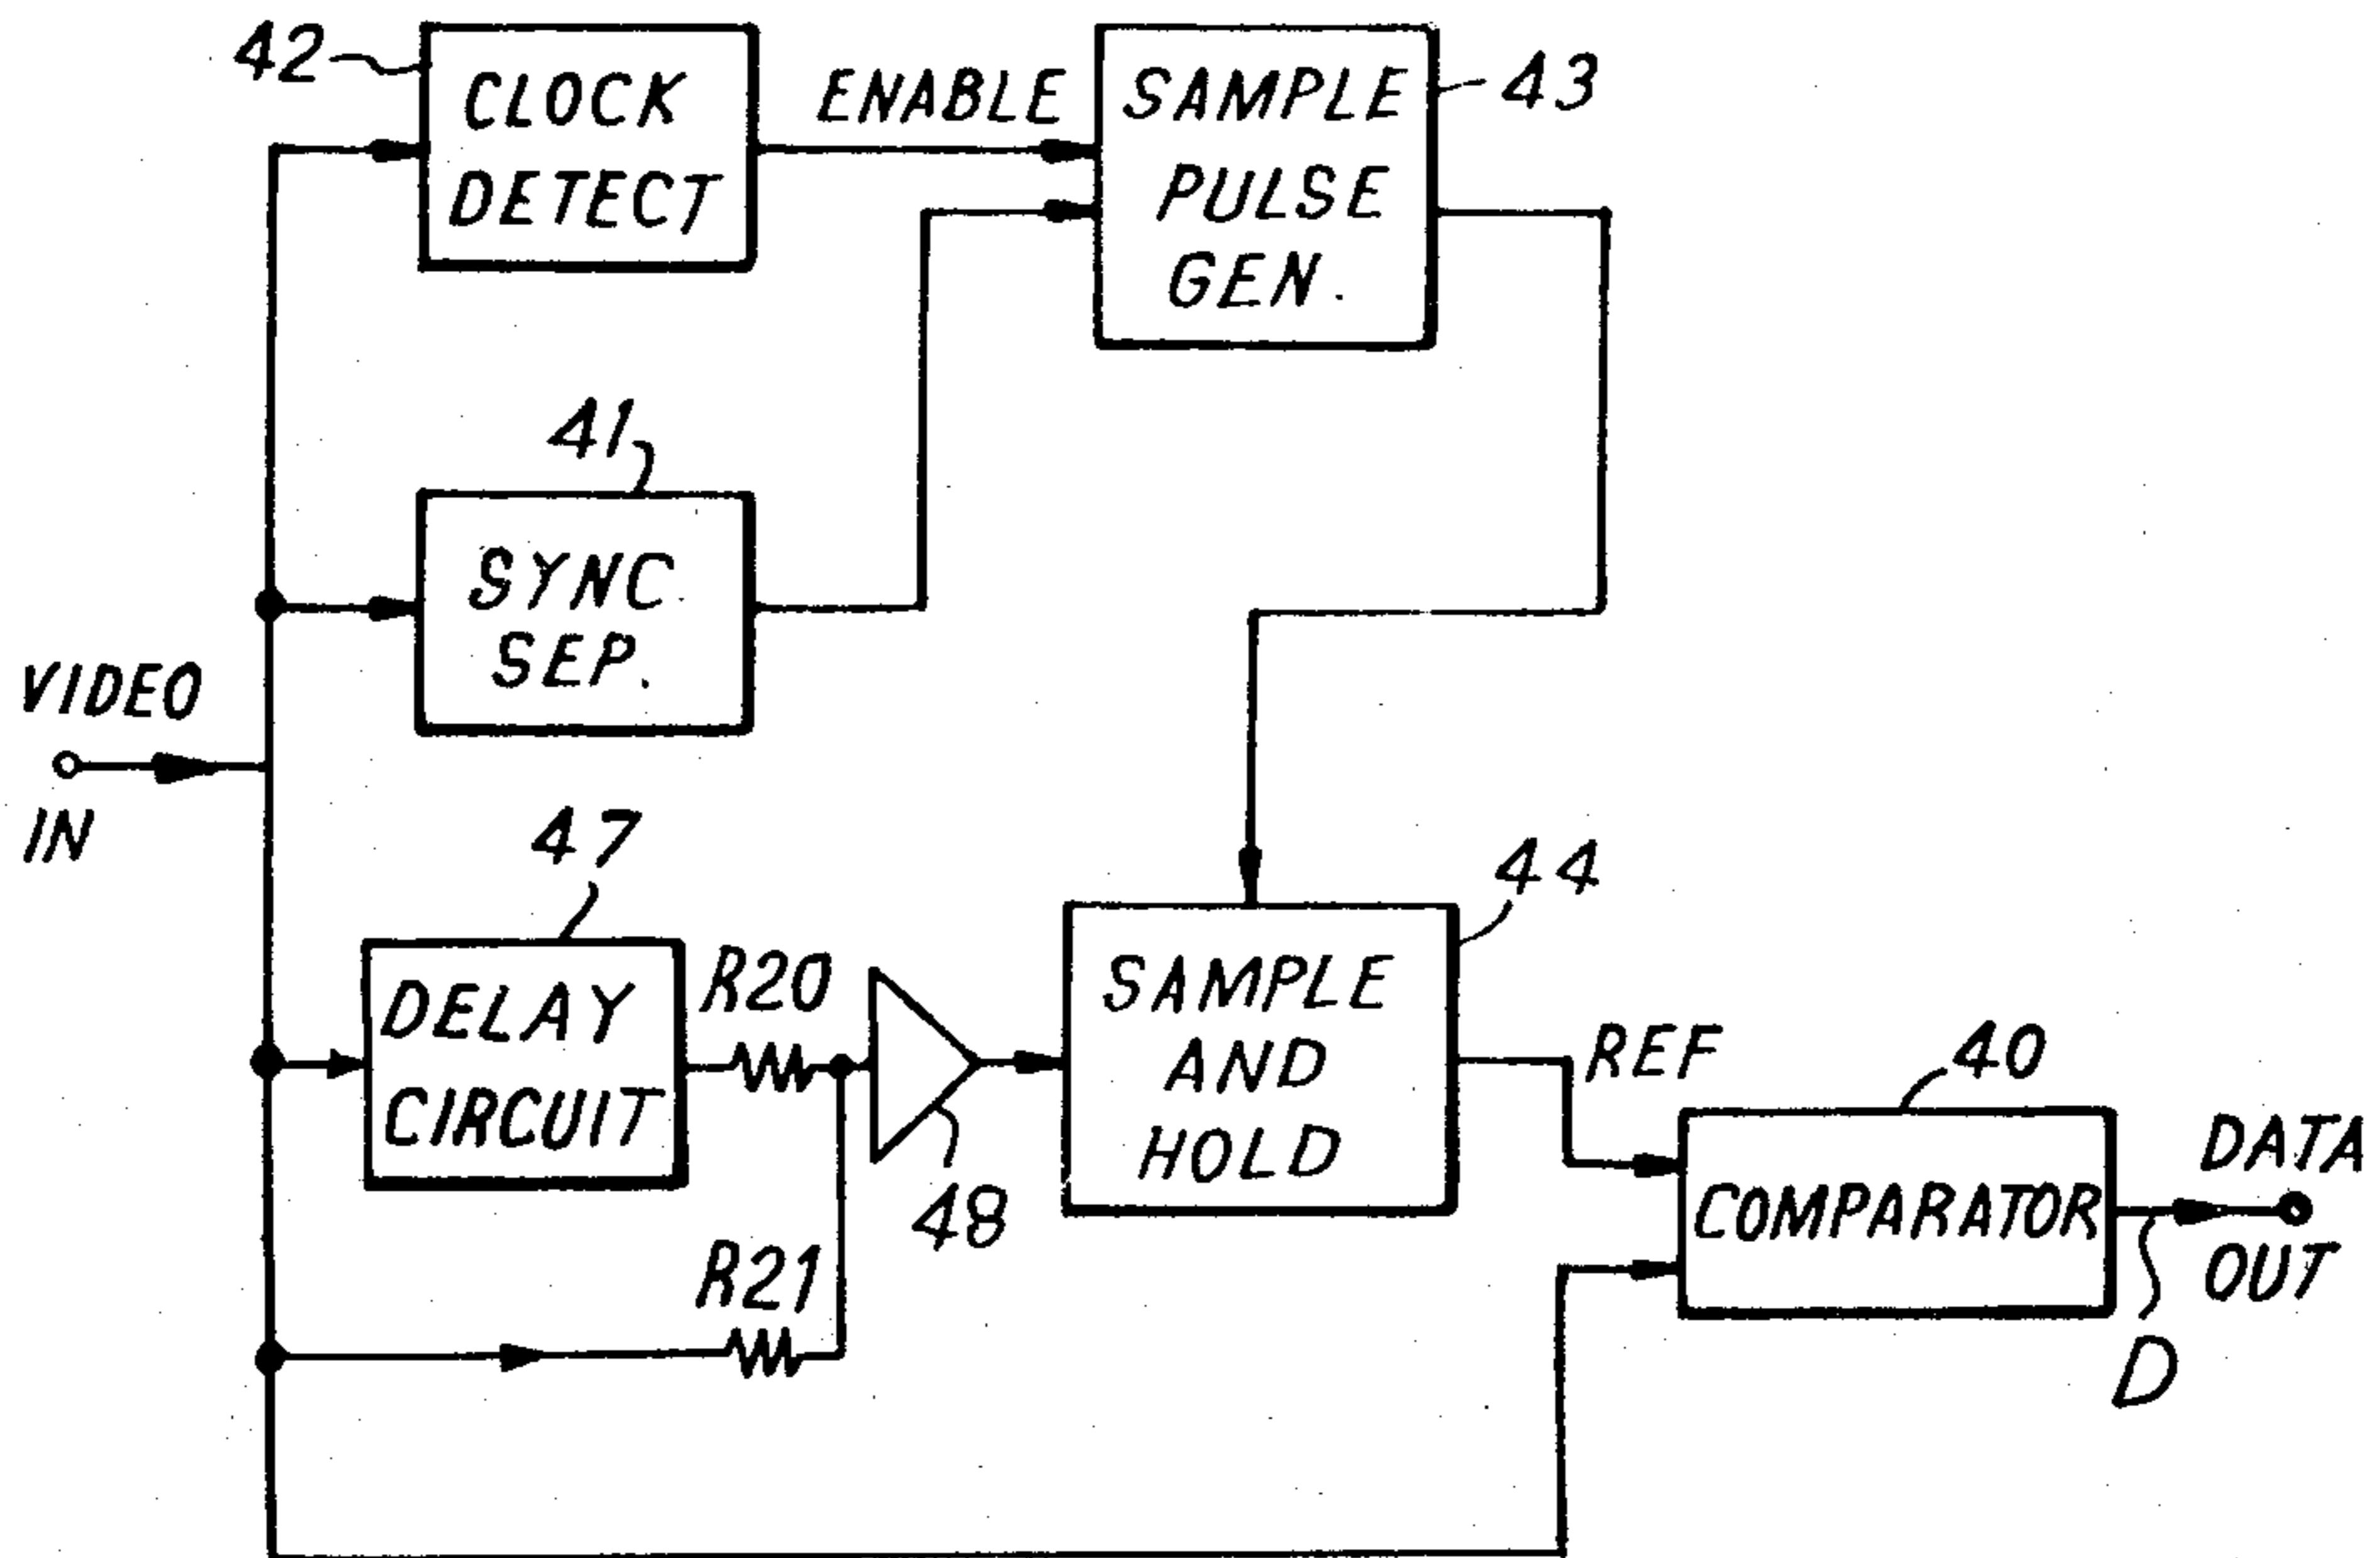 42
CLOCK
DETECT
ENABLE
SAMPLE
PULSE
GEN.
43
41
SYNC
SEP.
VIDEO
IN
47
DELAY
CIRCUIT
R20
48
R21
SAMPLE
AND
HOLD
44
REF
40
COMPARATOR
DATA
OUT
D